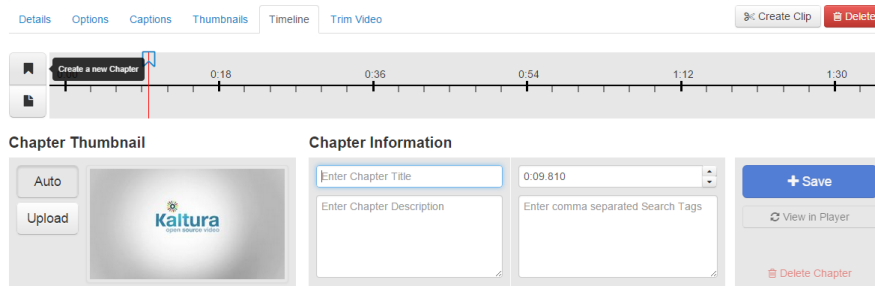 Details Options Captions Thumbnails Timeline Trim Video Create Clip Delete
Create a new Chapter
0:18 0:36 0:54 1:12 1:30
Chapter Thumbnail Chapter Information
Auto
Upload
Kaltura
open source video
Enter Chapter Title 0:09.810
Enter Chapter Description Enter comma separated Search Tags
Save
View in Player
Delete Chapter